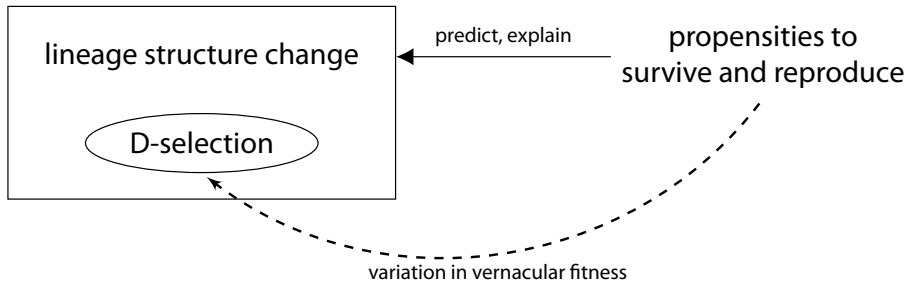 lineage structure change
predict, explain
propensities to
survive and reproduce
D-selection
variation in vernacular fitness